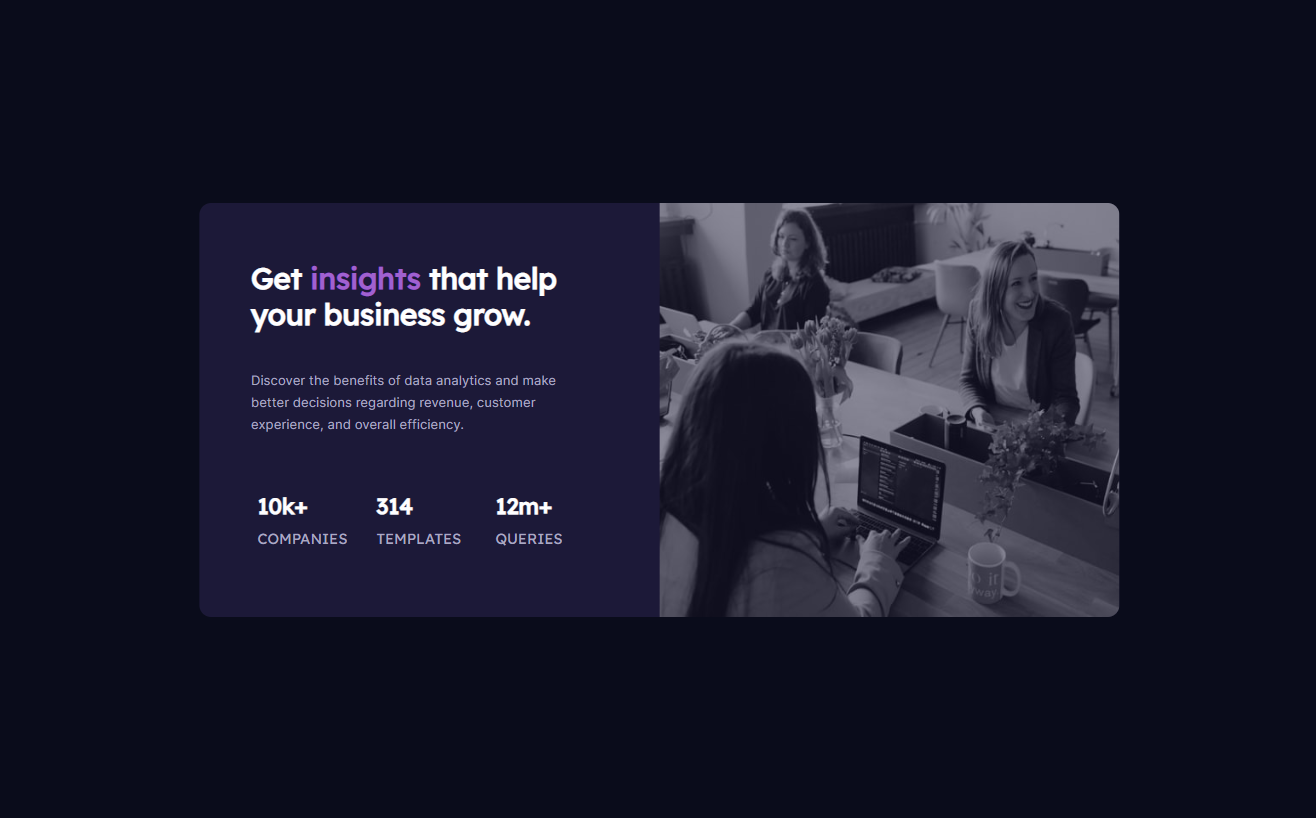 Get insights that help
your business grow.
Discover the benefits of data analytics and make
better decisions regarding revenue, customer
experience, and overall efficiency.
10k+ 314 12m+
COMPANIES TEMPLATES QUERIES